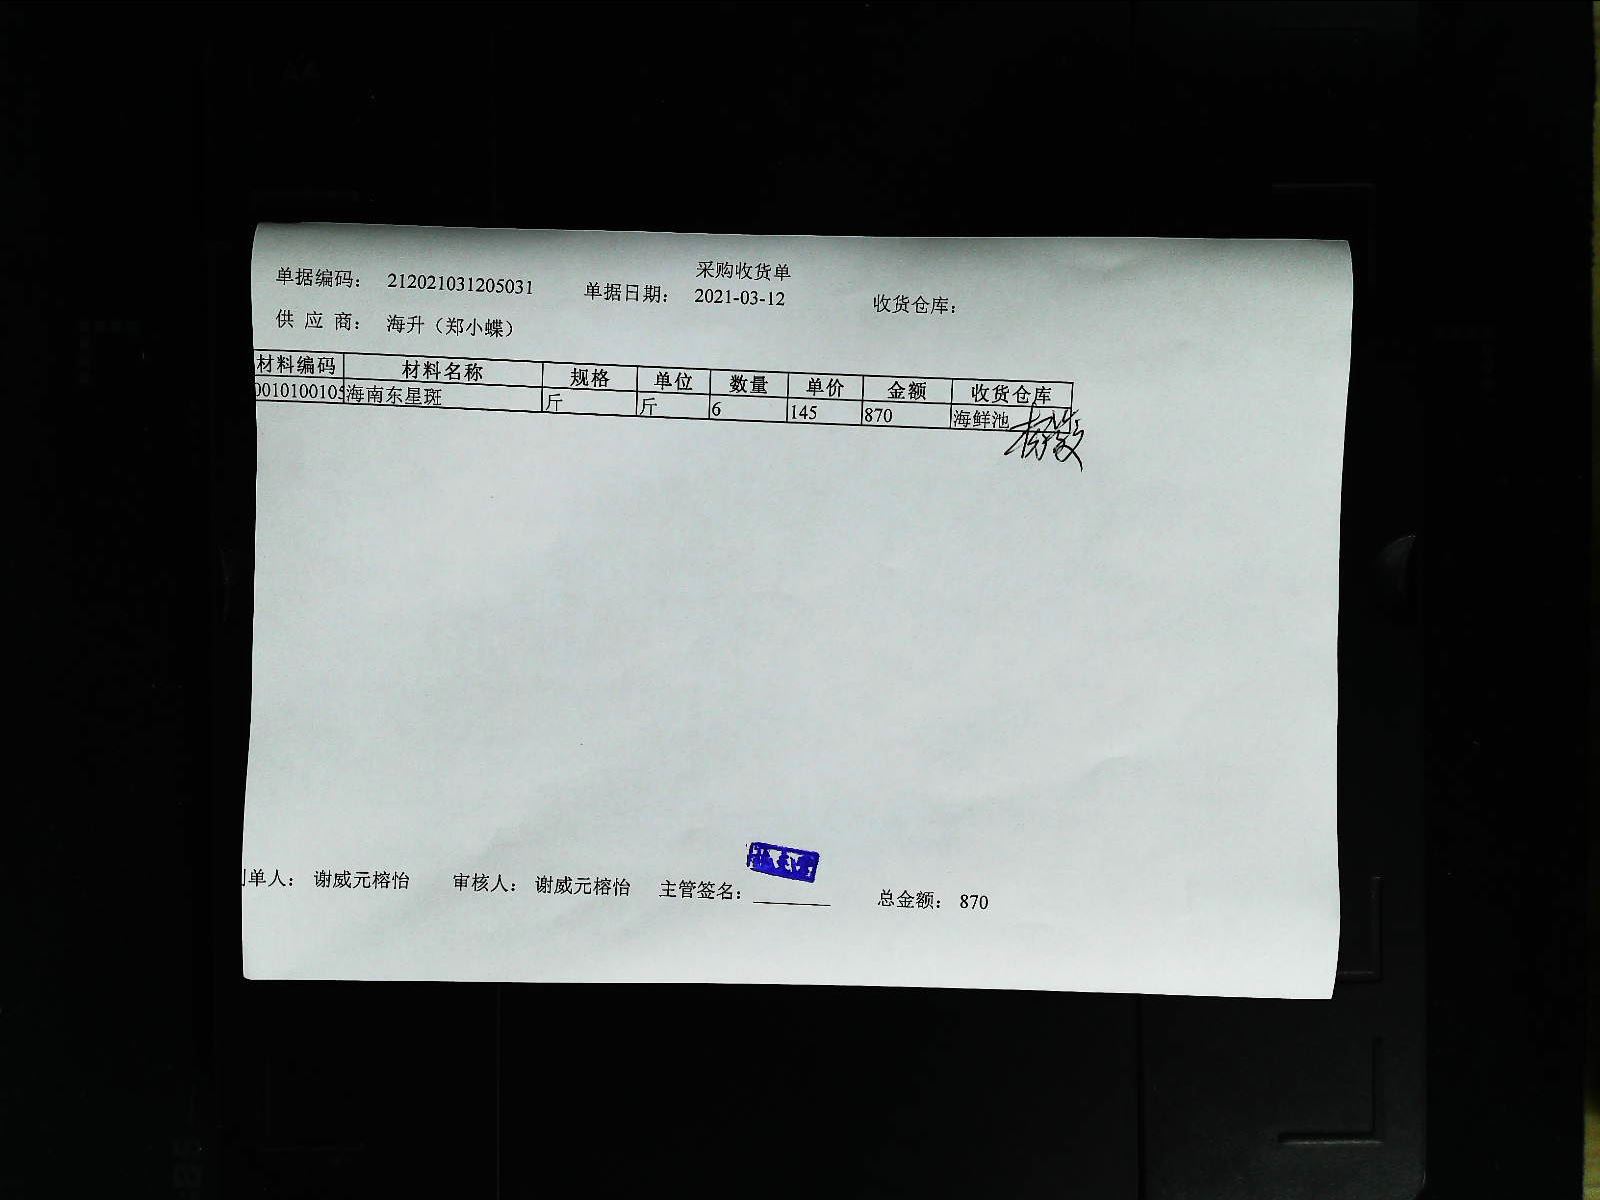 采购收货单
单据编码： 212021031205031 单据日期： 2021-03-12 收货仓库：
供 应 商： 海升（郑小蝶）
材料编码 材料名称 规格 单位 数量 单价 金额 收货仓库
0010100105 海南东星斑 斤 斤 6 145 870 海鲜池
单人： 谢威元榕怡 审核人： 谢威元榕怡 主管签名： 总金额： 870